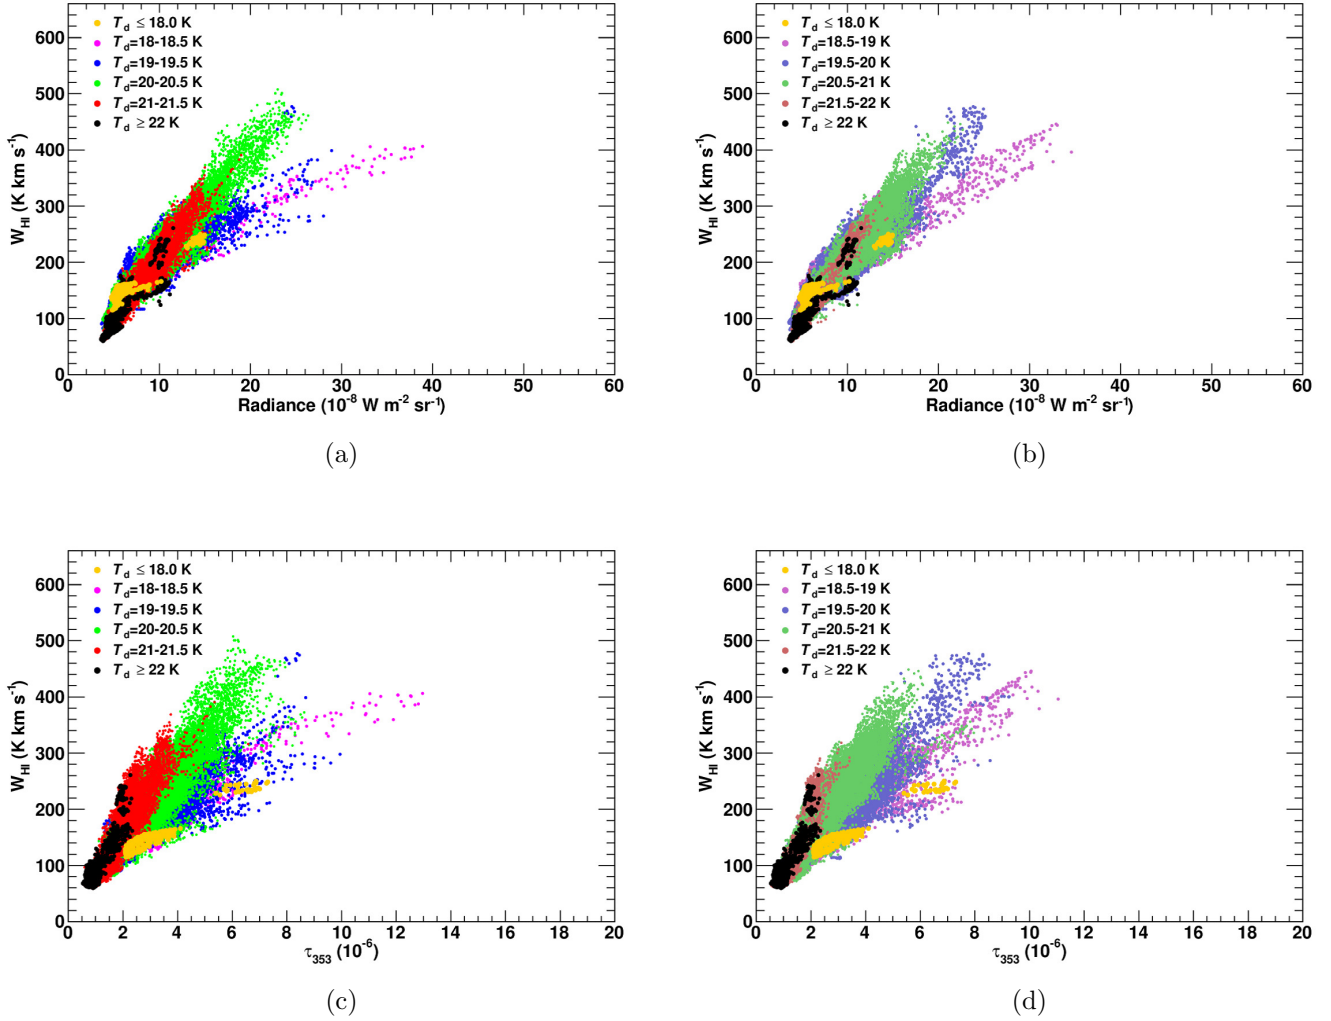 T_d ≤ 18.0 K
T_d=18-18.5 K
T_d=19-19.5 K
T_d=20-20.5 K
T_d=21-21.5 K
T_d ≥ 22 K
W_HI (K km s⁻¹)
600
500
400
300
200
100
0
0 10 20 30 40 50 60
Radiance (10⁻⁸ W m⁻² sr⁻¹)
(a)
T_d ≤ 18.0 K
T_d=18.5-19 K
T_d=19.5-20 K
T_d=20.5-21 K
T_d=21.5-22 K
T_d ≥ 22 K
W_HI (K km s⁻¹)
600
500
400
300
200
100
0
0 10 20 30 40 50 60
Radiance (10⁻⁸ W m⁻² sr⁻¹)
(b)
T_d ≤ 18.0 K
T_d=18-18.5 K
T_d=19-19.5 K
T_d=20-20.5 K
T_d=21-21.5 K
T_d ≥ 22 K
W_HI (K km s⁻¹)
600
500
400
300
200
100
0
0 2 4 6 8 10 12 14 16 18 20
τ_353 (10⁻⁶)
(c)
T_d ≤ 18.0 K
T_d=18.5-19 K
T_d=19.5-20 K
T_d=20.5-21 K
T_d=21.5-22 K
T_d ≥ 22 K
W_HI (K km s⁻¹)
600
500
400
300
200
100
0
0 2 4 6 8 10 12 14 16 18 20
τ_353 (10⁻⁶)
(d)